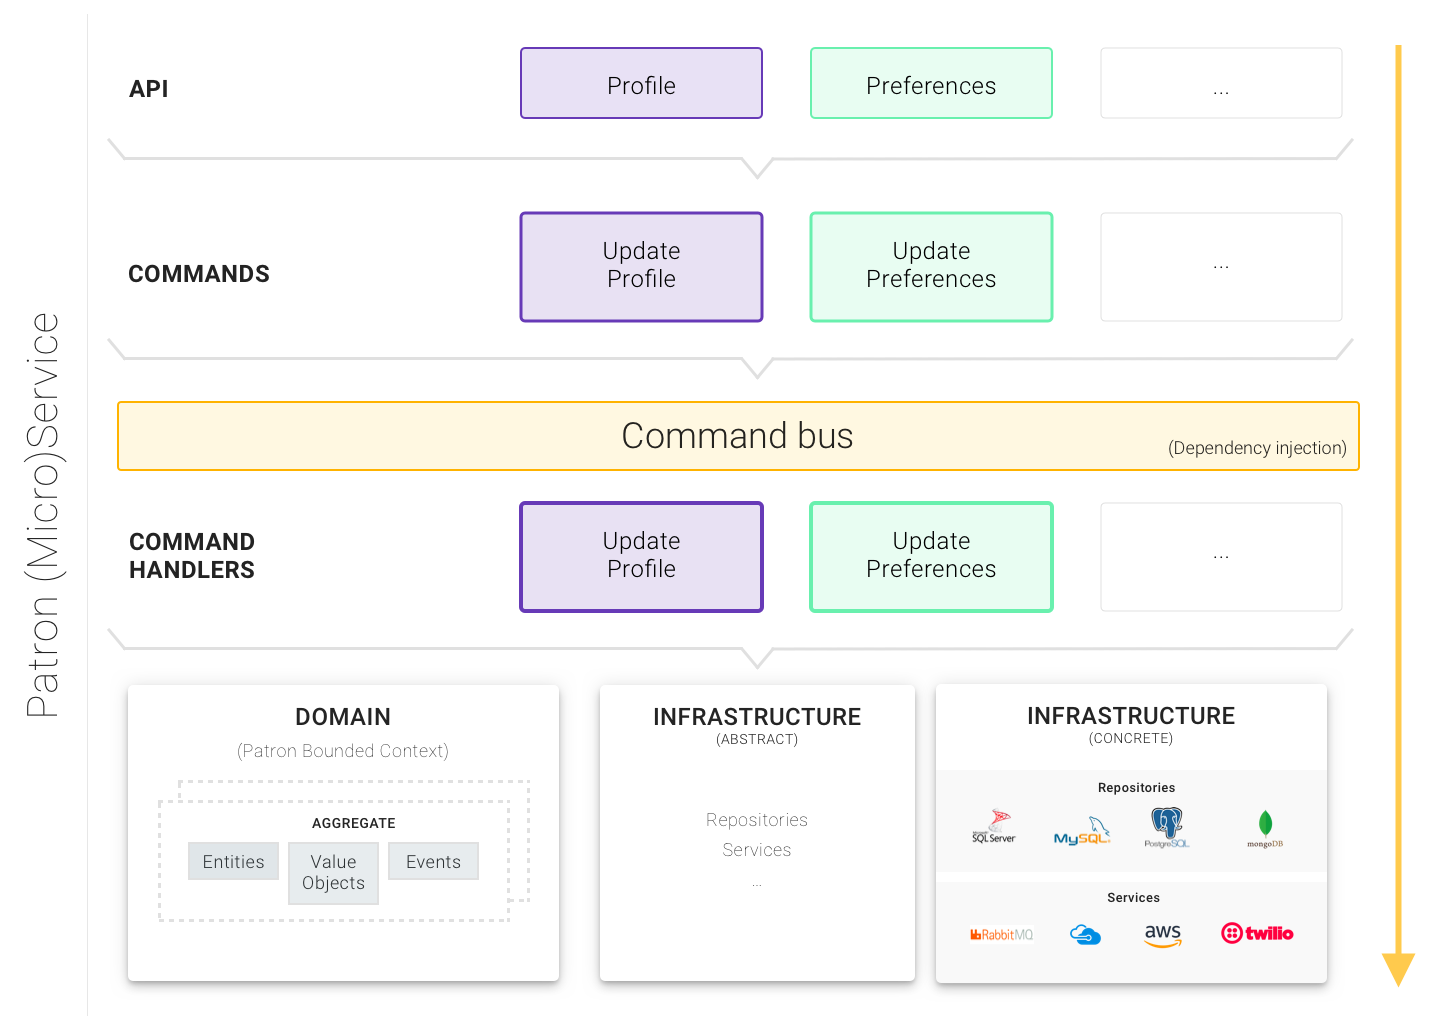 Patron (Micro)Service
API
Profile
Preferences
...
COMMANDS
Update
Profile
Update
Preferences
...
Command bus
(Dependency injection)
COMMAND
HANDLERS
Update
Profile
Update
Preferences
...
DOMAIN
(Patron Bounded Context)
AGGREGATE
Entities
Value
Objects
Events
INFRASTRUCTURE
(ABSTRACT)
Repositories
Services
...
INFRASTRUCTURE
(CONCRETE)
Repositories
SQL Server
MySQL
PostgreSQL
mongoDB
Services
RabbitMQ
aws
twilio